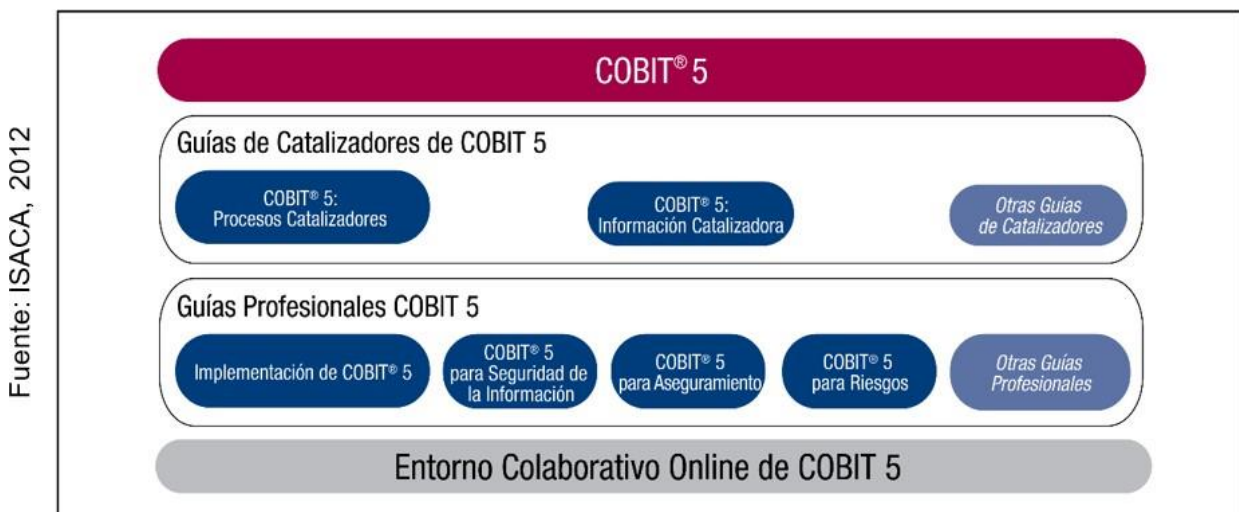 Fuente: ISACA, 2012
COBIT® 5
Guías de Catalizadores de COBIT 5
COBIT® 5:
Procesos Catalizadores
COBIT® 5:
Información Catalizadora
Otras Guías
de Catalizadores
Guías Profesionales COBIT 5
Implementación de COBIT® 5
COBIT® 5
para Seguridad de
la Información
COBIT® 5
para Aseguramiento
COBIT® 5
para Riesgos
Otras Guías
Profesionales
Entorno Colaborativo Online de COBIT 5